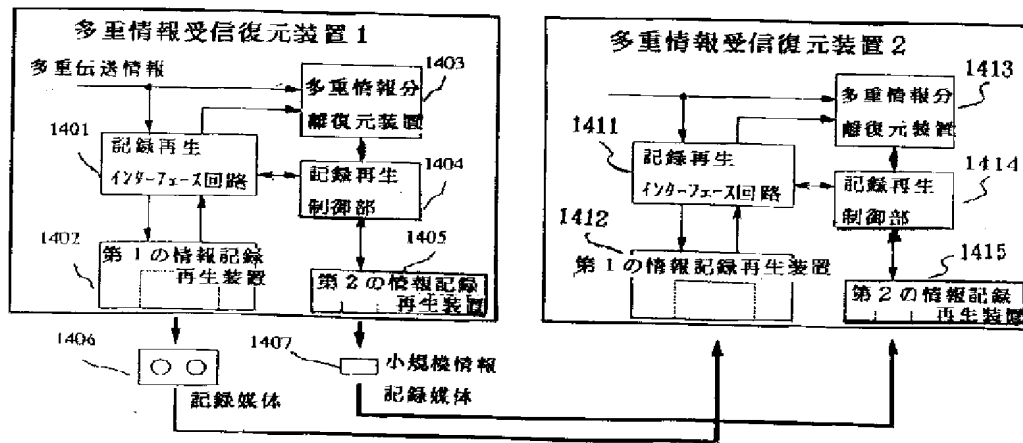 多重情報受信復元装置1
多重伝送情報
1403
多重情報分
離復元装置
1401
記録再生
インターフェース回路
1404
記録再生
制御部
1402
第1の情報記録
再生装置
1405
第2の情報記録
再生装置
1406
記録媒体
1407
小規模情報
記録媒体
多重情報受信復元装置2
1413
多重情報分
離復元装置
1411
記録再生
インターフェース回路
1414
記録再生
制御部
1412
第1の情報記録再生装置
1415
第2の情報記録
再生装置